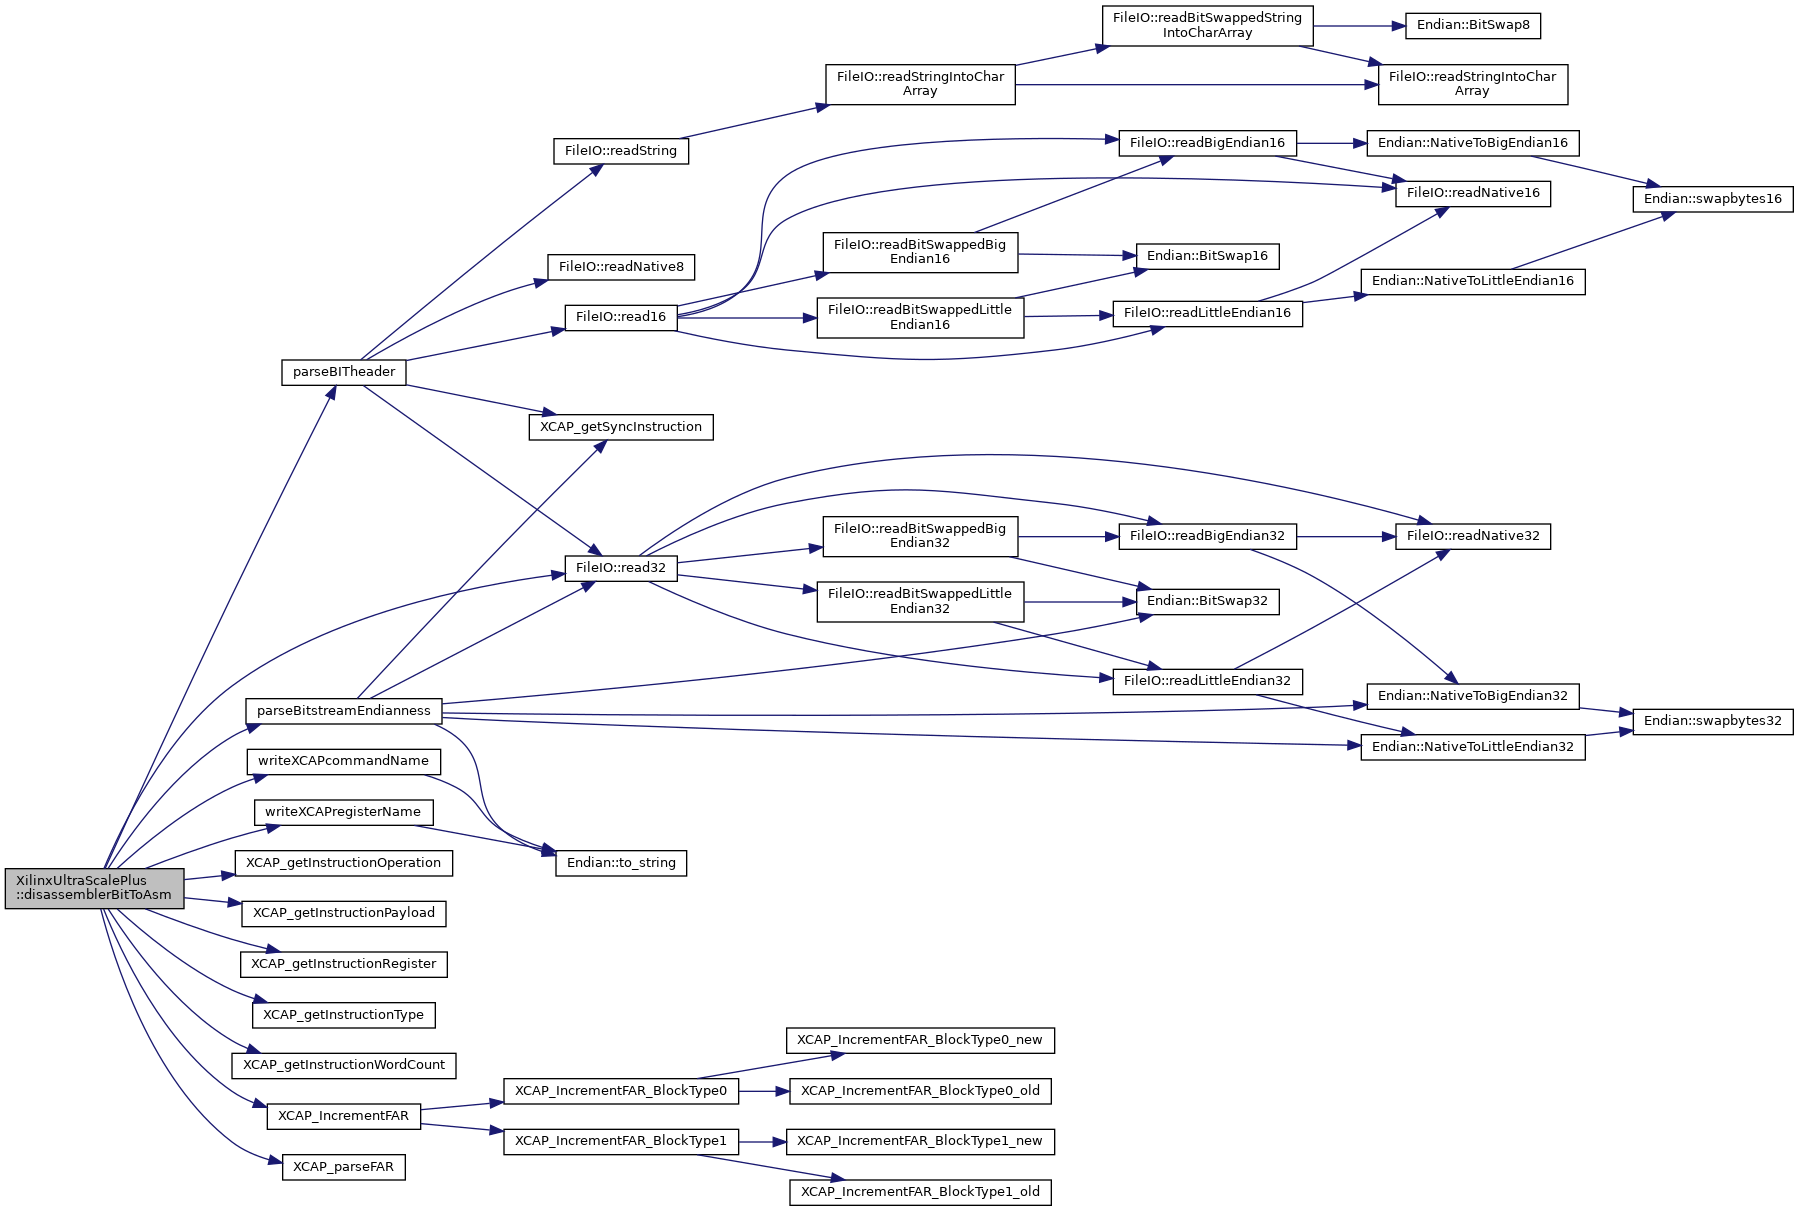 FileIO::readBitSwappedString
IntoCharArray
Endian::BitSwap8
FileIO::readStringIntoChar
Array
FileIO::readStringIntoChar
Array
FileIO::readString
FileIO::readBigEndian16
Endian::NativeToBigEndian16
FileIO::readNative16
Endian::swapbytes16
FileIO::readNative8
FileIO::readBitSwappedBig
Endian16
Endian::BitSwap16
Endian::NativeToLittleEndian16
FileIO::read16
FileIO::readBitSwappedLittle
Endian16
FileIO::readLittleEndian16
parseBITheader
XCAP_getSyncInstruction
FileIO::readBitSwappedBig
Endian32
FileIO::readBigEndian32
FileIO::readNative32
FileIO::read32
FileIO::readBitSwappedLittle
Endian32
Endian::BitSwap32
FileIO::readLittleEndian32
Endian::NativeToBigEndian32
parseBitstreamEndianness
Endian::swapbytes32
Endian::NativeToLittleEndian32
writeXCAPcommandName
writeXCAPregisterName
Endian::to_string
XilinxUltraScalePlus
::disassemblerBitToAsm
XCAP_getInstructionOperation
XCAP_getInstructionPayload
XCAP_getInstructionRegister
XCAP_getInstructionType
XCAP_getInstructionWordCount
XCAP_IncrementFAR_BlockType0_new
XCAP_IncrementFAR_BlockType0
XCAP_IncrementFAR_BlockType0_old
XCAP_IncrementFAR
XCAP_IncrementFAR_BlockType1
XCAP_IncrementFAR_BlockType1_new
XCAP_parseFAR
XCAP_IncrementFAR_BlockType1_old